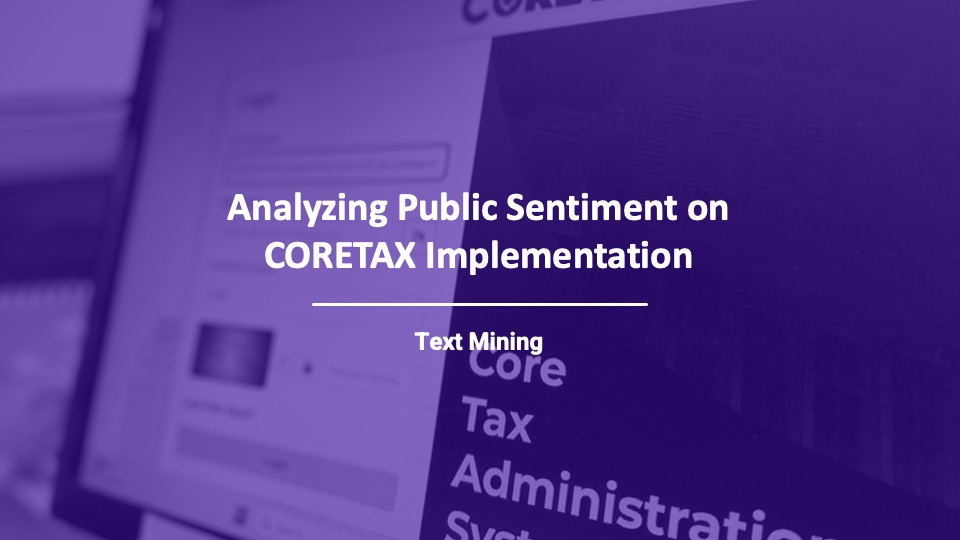 Analyzing Public Sentiment on
CORETAX Implementation
Text Mining
Core
Tax
Administration